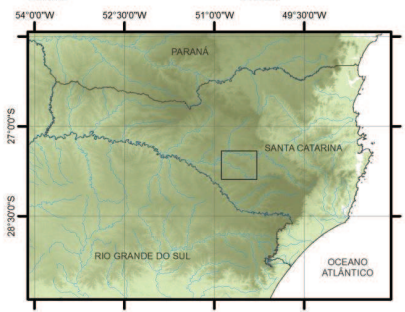 54°0'0"W 52°30'0"W 51°0'0"W 49°30'0"W
PARANÁ
27°0'0"S
SANTA CATARINA
28°30'0"S
RIO GRANDE DO SUL
OCEANO
ATLÂNTICO